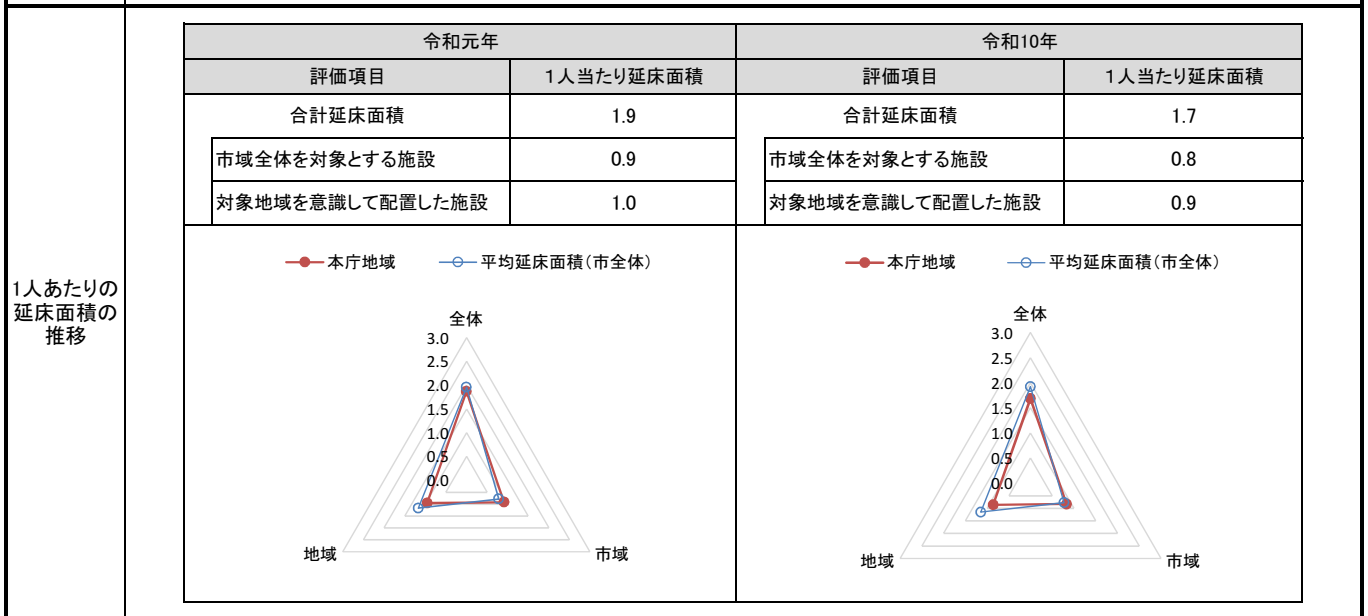 1人あたりの
延床面積の
推移
令和元年 令和10年
評価項目 1人当たり延床面積 評価項目 1人当たり延床面積
合計延床面積 1.9 合計延床面積 1.7
市域全体を対象とする施設 0.9 市域全体を対象とする施設 0.8
対象地域を意識して配置した施設 1.0 対象地域を意識して配置した施設 0.9
本庁地域 平均延床面積(市全体)
全体
3.0
2.5
2.0
1.5
1.0
0.5
0.0
地域 市域
本庁地域 平均延床面積(市全体)
全体
3.0
2.5
2.0
1.5
1.0
0.5
0.0
地域 市域